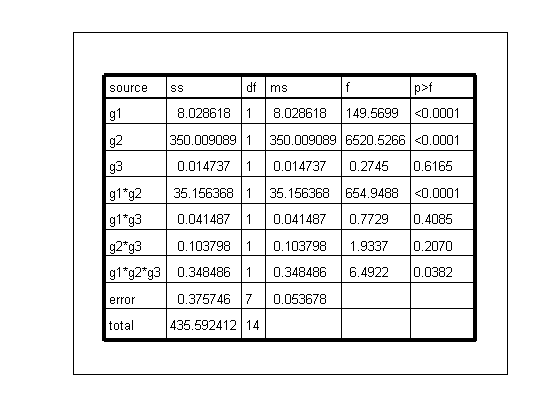 source ss df ms f p>f
g1 8.028618 1 8.028618 149.5699 <0.0001
g2 350.009089 1 350.009089 6520.5266 <0.0001
g3 0.014737 1 0.014737 0.2745 0.6165
g1*g2 35.156368 1 35.156368 654.9488 <0.0001
g1*g3 0.041487 1 0.041487 0.7729 0.4085
g2*g3 0.103798 1 0.103798 1.9337 0.2070
g1*g2*g3 0.348486 1 0.348486 6.4922 0.0382
error 0.375746 7 0.053678
total 435.592412 14